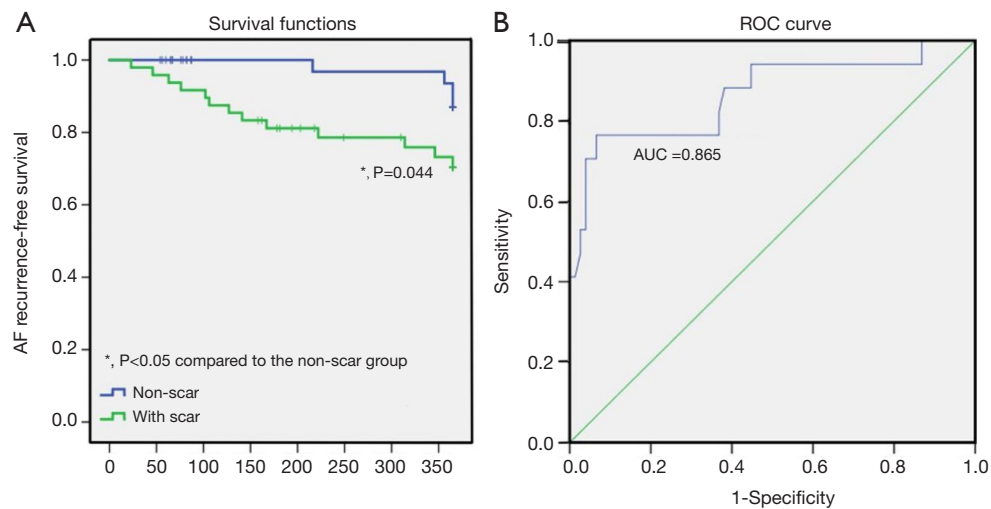 A
Survival functions
AF recurrence-free survival
1.0
0.8
0.6
0.4
0.2
0.0
*, P=0.044
*, P<0.05 compared to the non-scar group
Non-scar
With scar
0 50 100 150 200 250 300 350
B
ROC curve
Sensitivity
1.0
0.8
0.6
0.4
0.2
0.0
AUC =0.865
0.0 0.2 0.4 0.6 0.8 1.0
1-Specificity